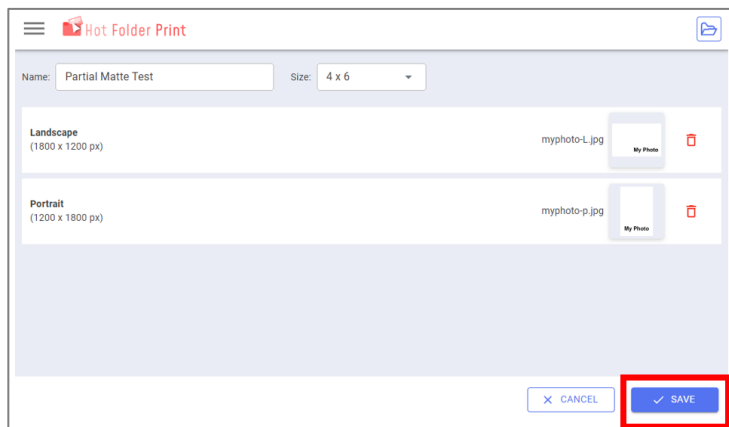 Hot Folder Print
Name: Partial Matte Test Size: 4 x 6
Landscape
(1800 x 1200 px)
myphoto-L.jpg
My Photo
Portrait
(1200 x 1800 px)
myphoto-p.jpg
My Photo
CANCEL SAVE